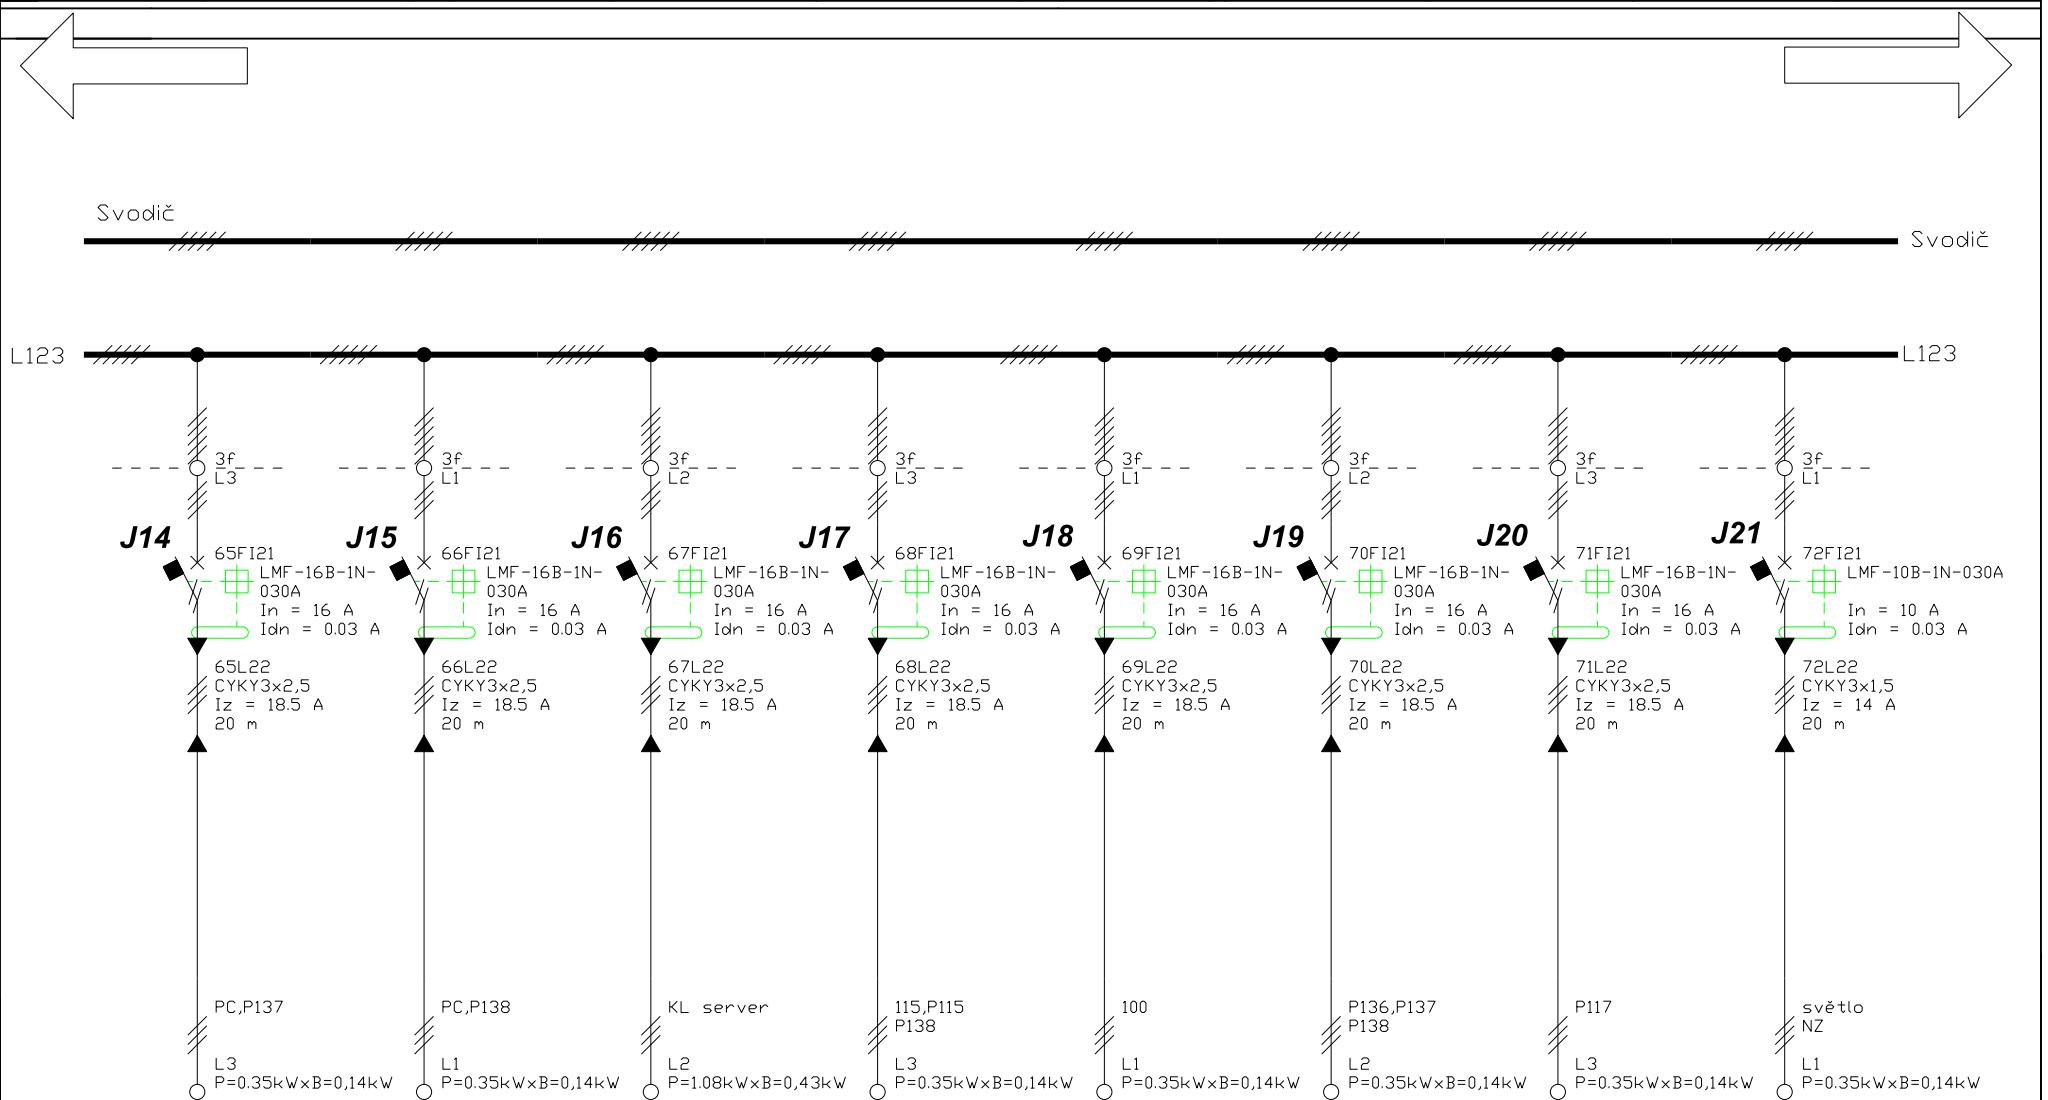 Svodič
Svodič
L123
L123
3f
L3
3f
L1
3f
L2
3f
L3
3f
L1
3f
L2
3f
L3
3f
L1
J14
65FI21
LMF-16B-1N-
030A
In = 16 A
Idn = 0.03 A
65L22
CYKY3x2,5
Iz = 18.5 A
20 m
J15
66FI21
LMF-16B-1N-
030A
In = 16 A
Idn = 0.03 A
66L22
CYKY3x2,5
Iz = 18.5 A
20 m
J16
67FI21
LMF-16B-1N-
030A
In = 16 A
Idn = 0.03 A
67L22
CYKY3x2,5
Iz = 18.5 A
20 m
J17
68FI21
LMF-16B-1N-
030A
In = 16 A
Idn = 0.03 A
68L22
CYKY3x2,5
Iz = 18.5 A
20 m
J18
69FI21
LMF-16B-1N-
030A
In = 16 A
Idn = 0.03 A
69L22
CYKY3x2,5
Iz = 18.5 A
20 m
J19
70FI21
LMF-16B-1N-
030A
In = 16 A
Idn = 0.03 A
70L22
CYKY3x2,5
Iz = 18.5 A
20 m
J20
71FI21
LMF-16B-1N-
030A
In = 16 A
Idn = 0.03 A
71L22
CYKY3x2,5
Iz = 18.5 A
20 m
J21
72FI21
LMF-10B-1N-030A
In = 10 A
Idn = 0.03 A
72L22
CYKY3x1,5
Iz = 14 A
20 m
PC,P137
L3
P=0.35kWxB=0,14kW
PC,P138
L1
P=0.35kWxB=0,14kW
KL server
L2
P=1.08kWxB=0,43kW
115,P115
P138
L3
P=0.35kWxB=0,14kW
100
L1
P=0.35kWxB=0,14kW
P136,P137
P138
L2
P=0.35kWxB=0,14kW
P117
L3
P=0.35kWxB=0,14kW
světlo
NZ
L1
P=0.35kWxB=0,14kW